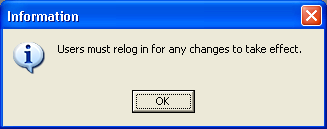 Information
Users must relog in for any changes to take effect.
OK